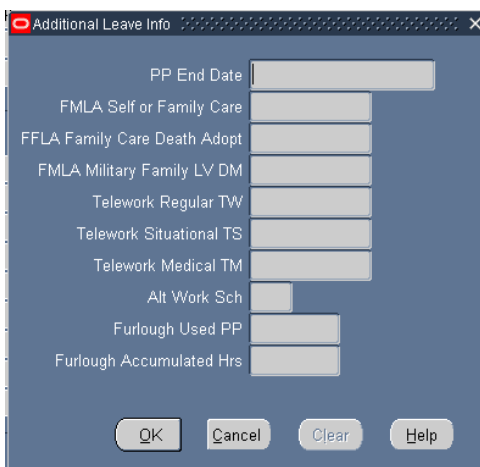 Additional Leave Info
PP End Date
FMLA Self or Family Care
FFLA Family Care Death Adopt
FMLA Military Family LV DM
Telework Regular TW
Telework Situational TS
Telework Medical TM
Alt Work Sch
Furlough Used PP
Furlough Accumulated Hrs
OK Cancel Clear Help